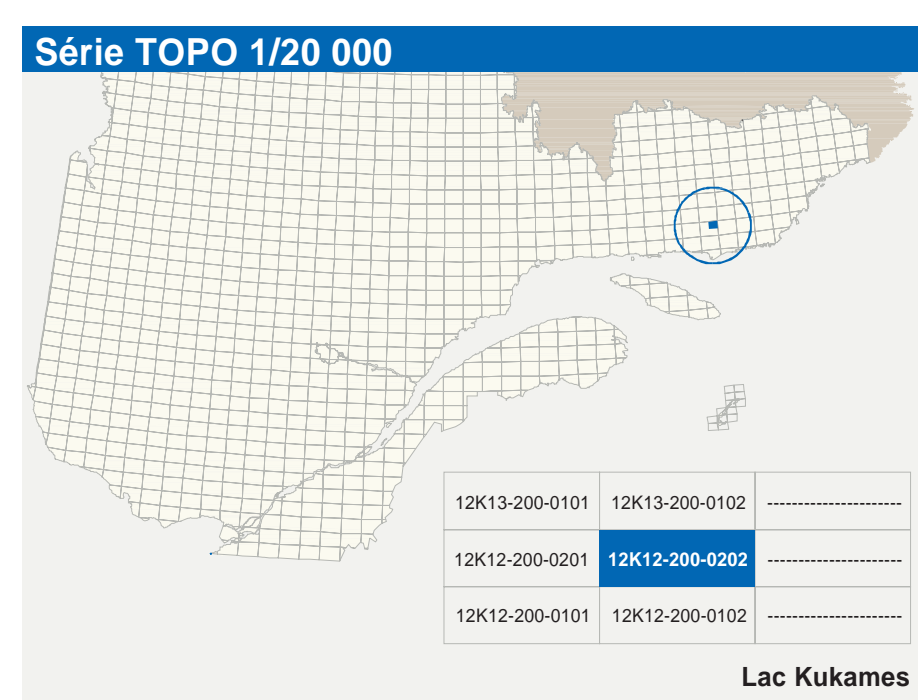 Série TOPO 1/20 000
12K13-200-0101 12K13-200-0102 ----------------------
12K12-200-0201 12K12-200-0202 ----------------------
12K12-200-0101 12K12-200-0102 ----------------------
Lac Kukames